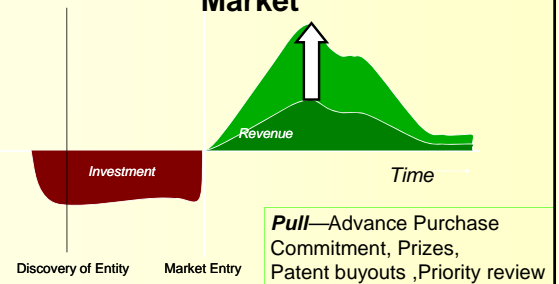 Market
Revenue
Investment
Time
Pull—Advance Purchase
Commitment, Prizes,
Patent buyouts ,Priority review
Discovery of Entity
Market Entry